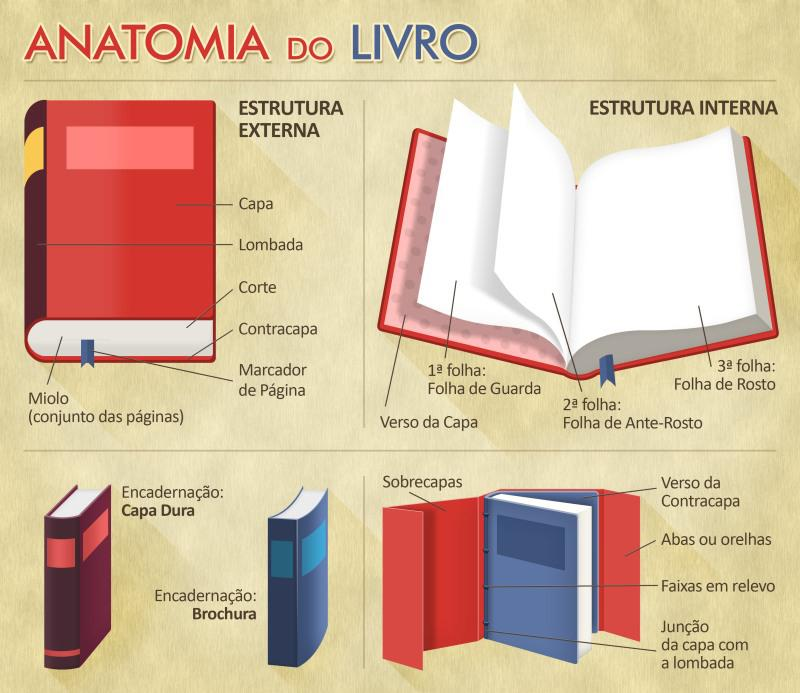 ANATOMIA DO LIVRO
ESTRUTURA
EXTERNA
Capa
Lombada
Corte
Contracapa
Marcador
de Página
Miolo
(conjunto das páginas)
ESTRUTURA INTERNA
1ª folha:
Folha de Guarda
Verso da Capa
2ª folha:
Folha de Ante-Rosto
3ª folha:
Folha de Rosto
Encadernação:
Capa Dura
Encadernação:
Brochura
Sobrecapas
Verso da
Contracapa
Abas ou orelhas
Faixas em relevo
Junção
da capa com
a lombada